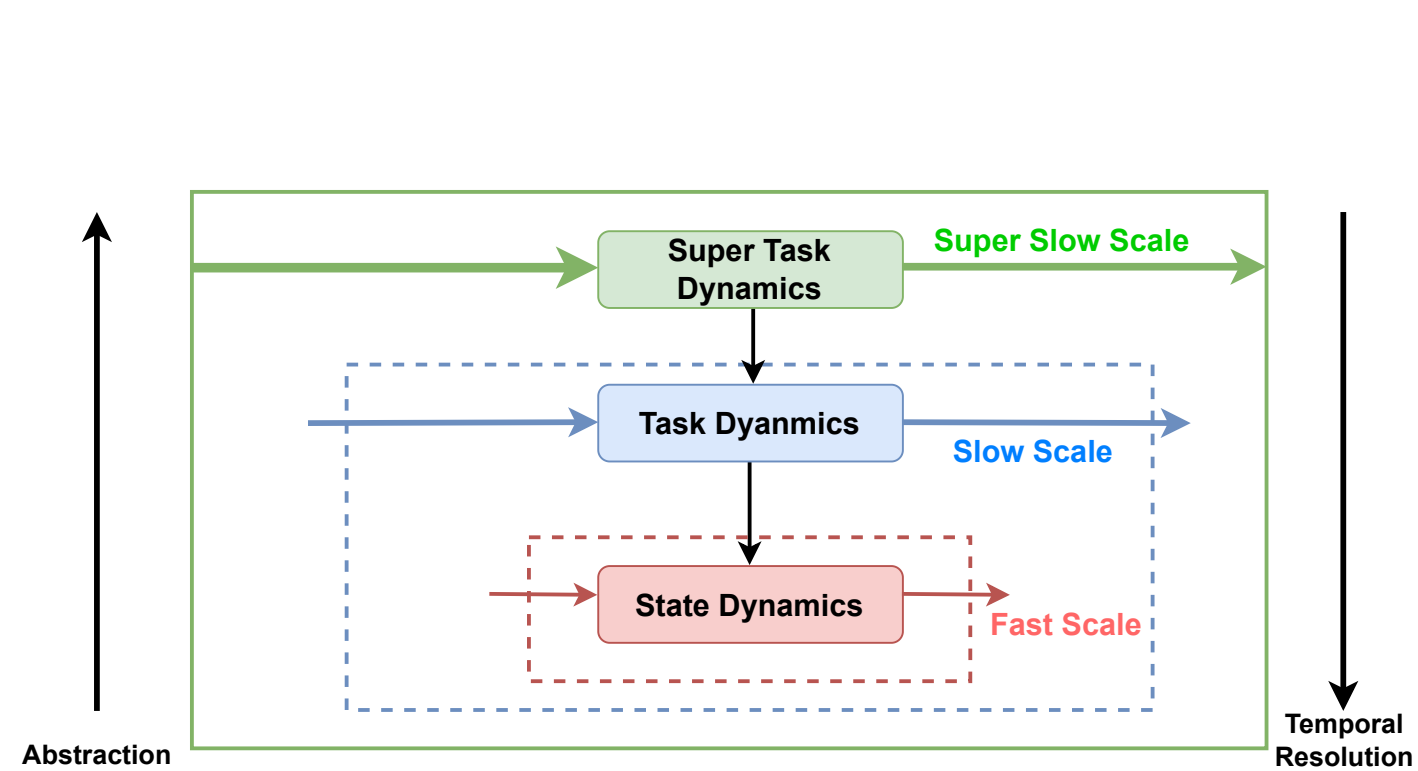 Super Task
Dynamics
Super Slow Scale
Task Dyanmics
Slow Scale
State Dynamics
Fast Scale
Abstraction
Temporal
Resolution